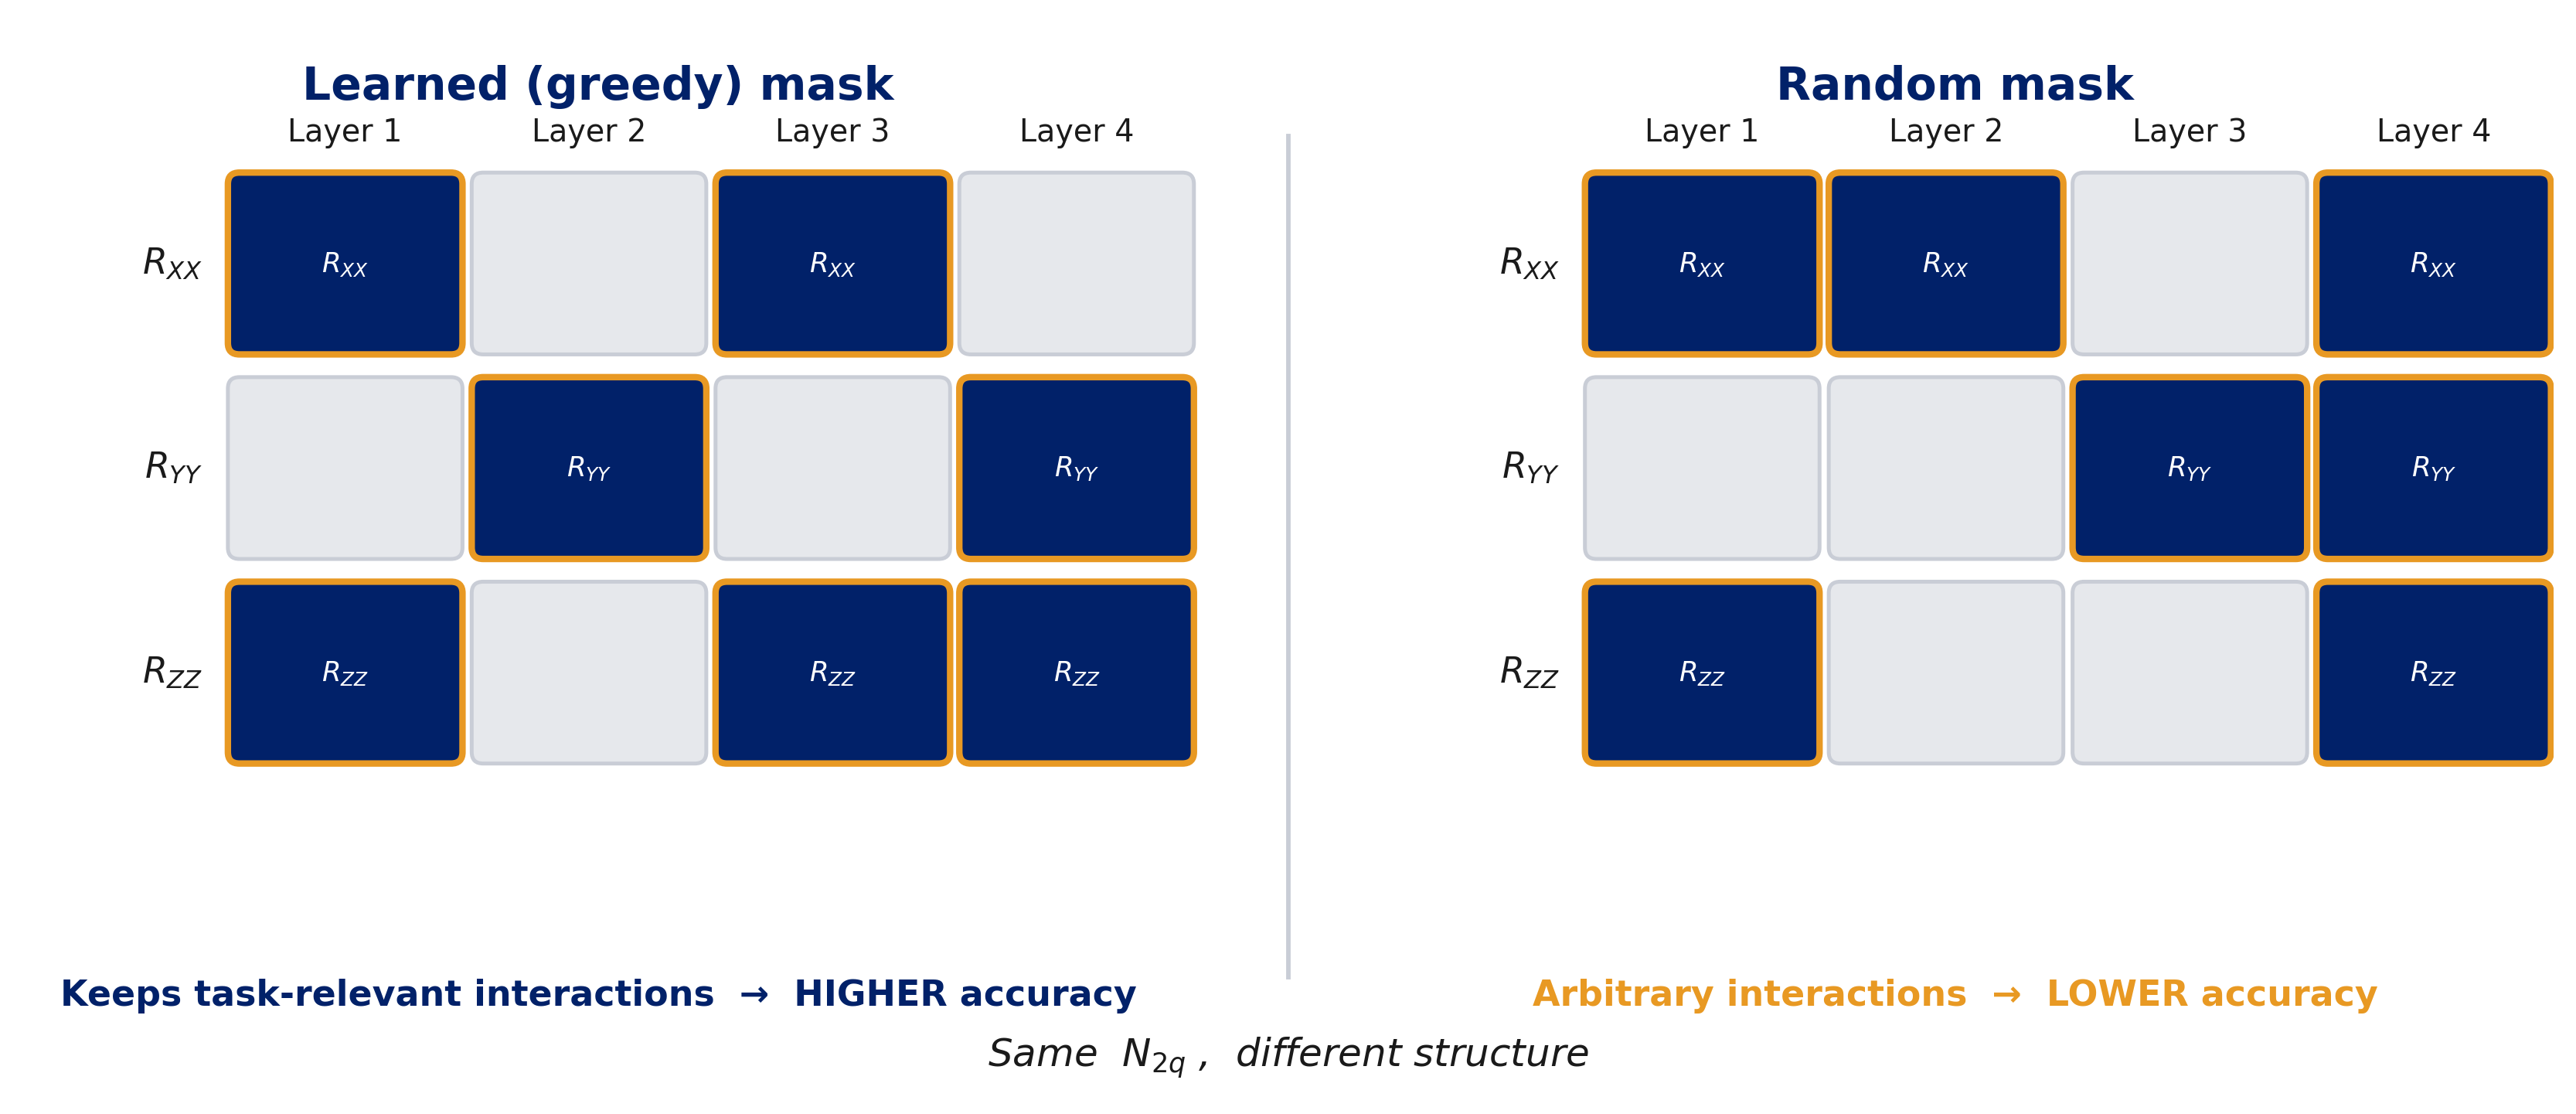 Learned (greedy) mask
Layer 1 Layer 2 Layer 3 Layer 4
R_XX R_XX R_XX
R_YY R_YY R_YY
R_ZZ R_ZZ R_ZZ R_ZZ
Keeps task-relevant interactions → HIGHER accuracy
Random mask
Layer 1 Layer 2 Layer 3 Layer 4
R_XX R_XX R_XX R_XX
R_YY R_YY R_YY
R_ZZ R_ZZ R_ZZ
Arbitrary interactions → LOWER accuracy
Same N_2q , different structure